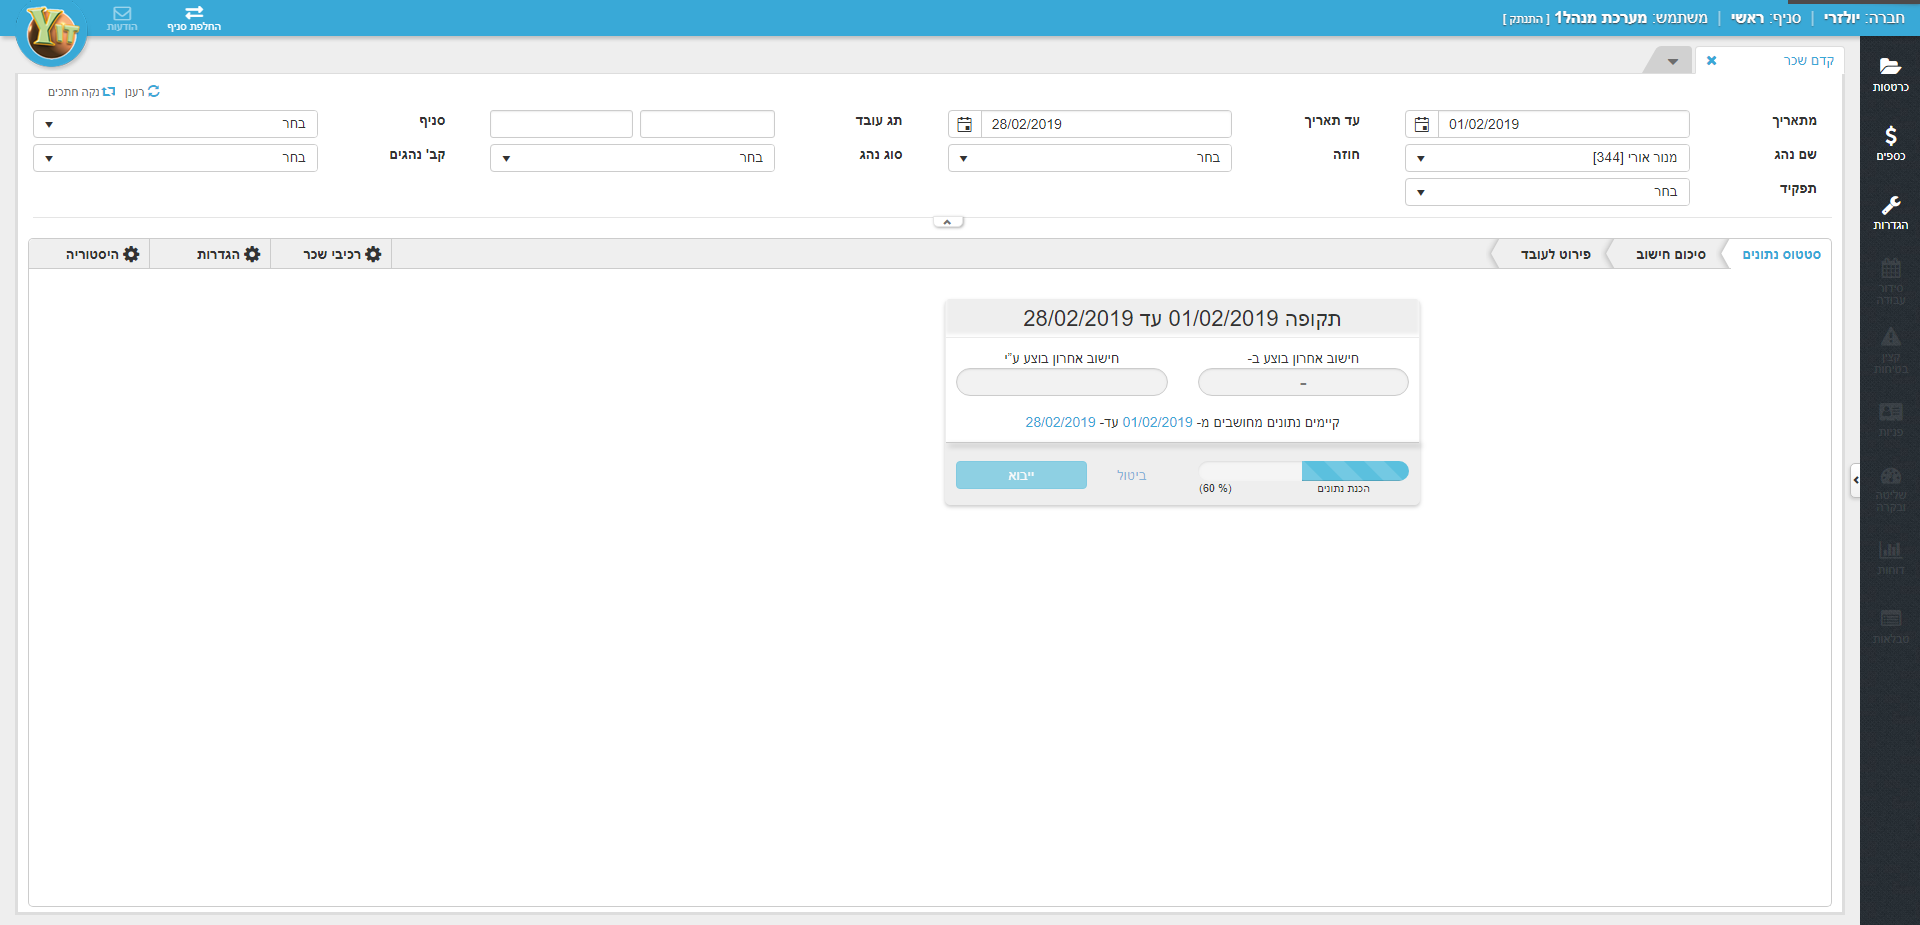 חברה: יולזרי | סניף: ראשי | משתמש: מערכת מנהל1 [ התנתק ]
החלפת סניף
הודעות
YIT
קדם שכר
רענן
נקה חתכים
מתאריך 01/02/2019 עד תאריך 28/02/2019 תג עובד סניף בחר
שם נהג מנור אורי [344] חוזה בחר סוג נהג בחר קב' נהגים בחר
תפקיד בחר
סטטוס נתונים סיכום חישוב פירוט לעובד רכיבי שכר הגדרות היסטוריה
תקופה 01/02/2019 עד 28/02/2019
חישוב אחרון בוצע ב- חישוב אחרון בוצע ע"י
–
קיימים נתונים מחושבים מ- 01/02/2019 עד- 28/02/2019
ביטול ייבוא
הכנת נתונים (60 %)
כרטסות
כספים
הגדרות
סידור
עבודה
קצין
בטיחות
פניות
שליטה
ובקרה
דוחות
טבלאות